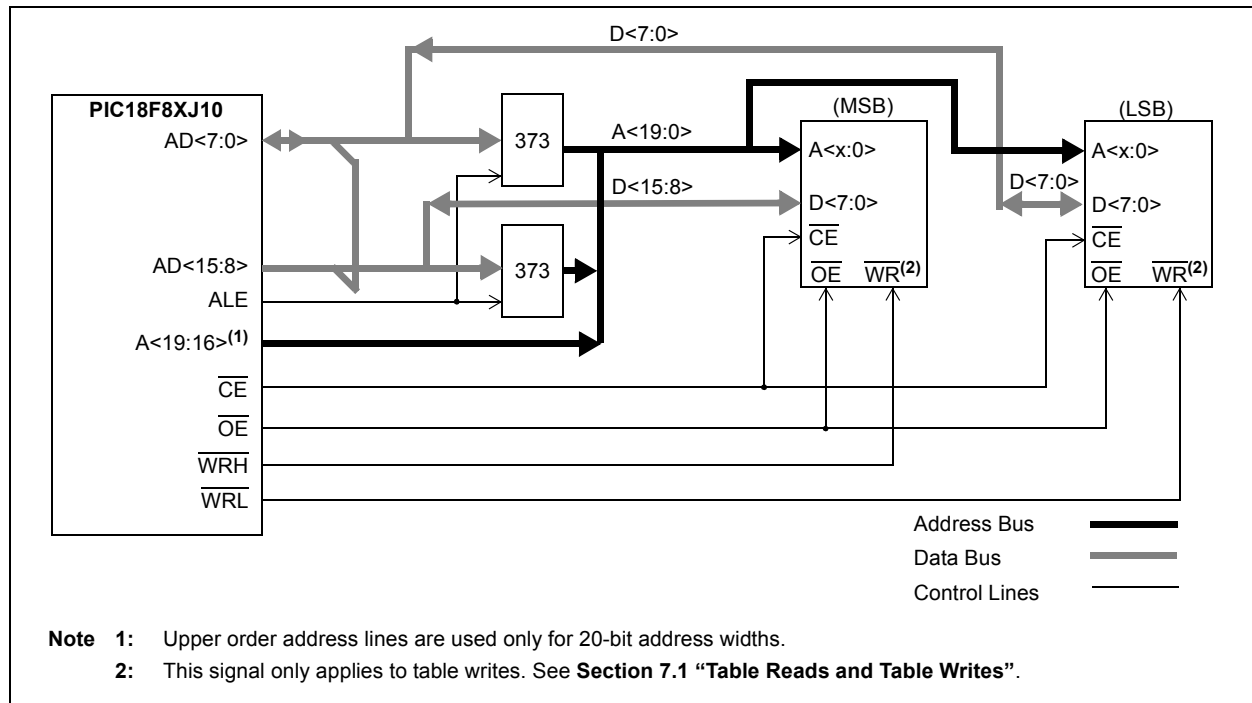 D<7:0>
PIC18F8XJ10
AD<7:0>
373
A<19:0>
(MSB)
A<x:0>
D<7:0>
CE
OE WR(2)
(LSB)
A<x:0>
D<7:0>
D<7:0>
CE
OE WR(2)
D<15:8>
AD<15:8>
373
ALE
A<19:16>(1)
CE
OE
WRH
WRL
Address Bus
Data Bus
Control Lines
Note 1: Upper order address lines are used only for 20-bit address widths.
2: This signal only applies to table writes. See Section 7.1 “Table Reads and Table Writes”.